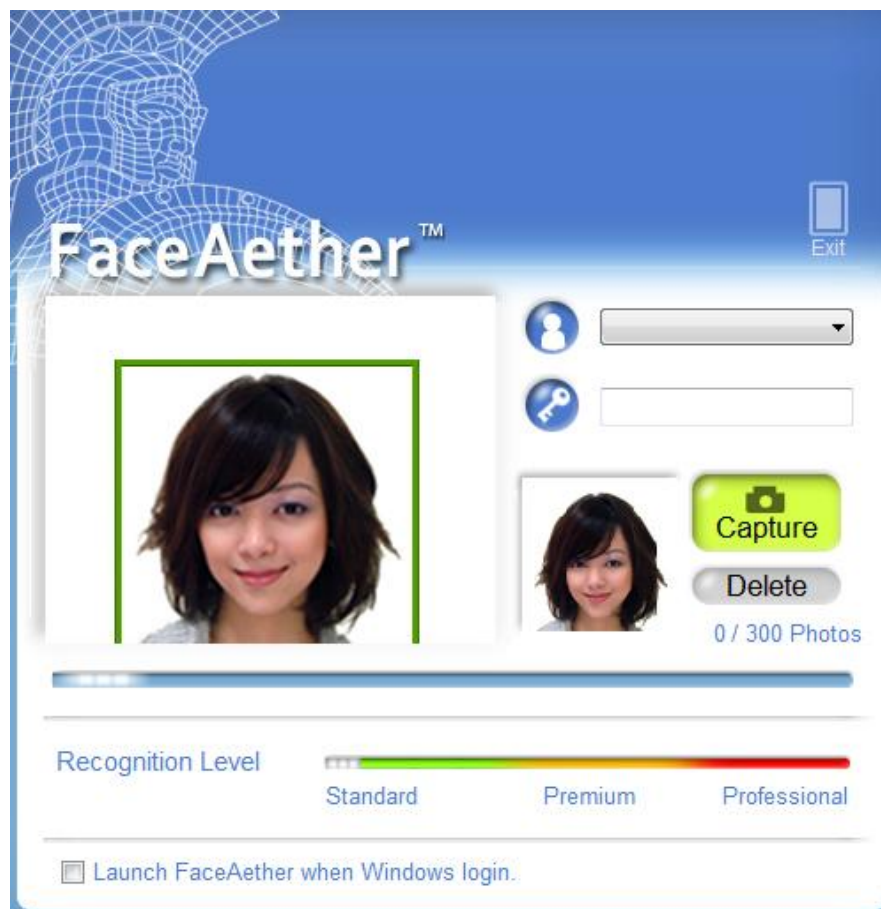 FaceAether™
Exit
Capture
Delete
0 / 300 Photos
Recognition Level
Standard Premium Professional
Launch FaceAether when Windows login.